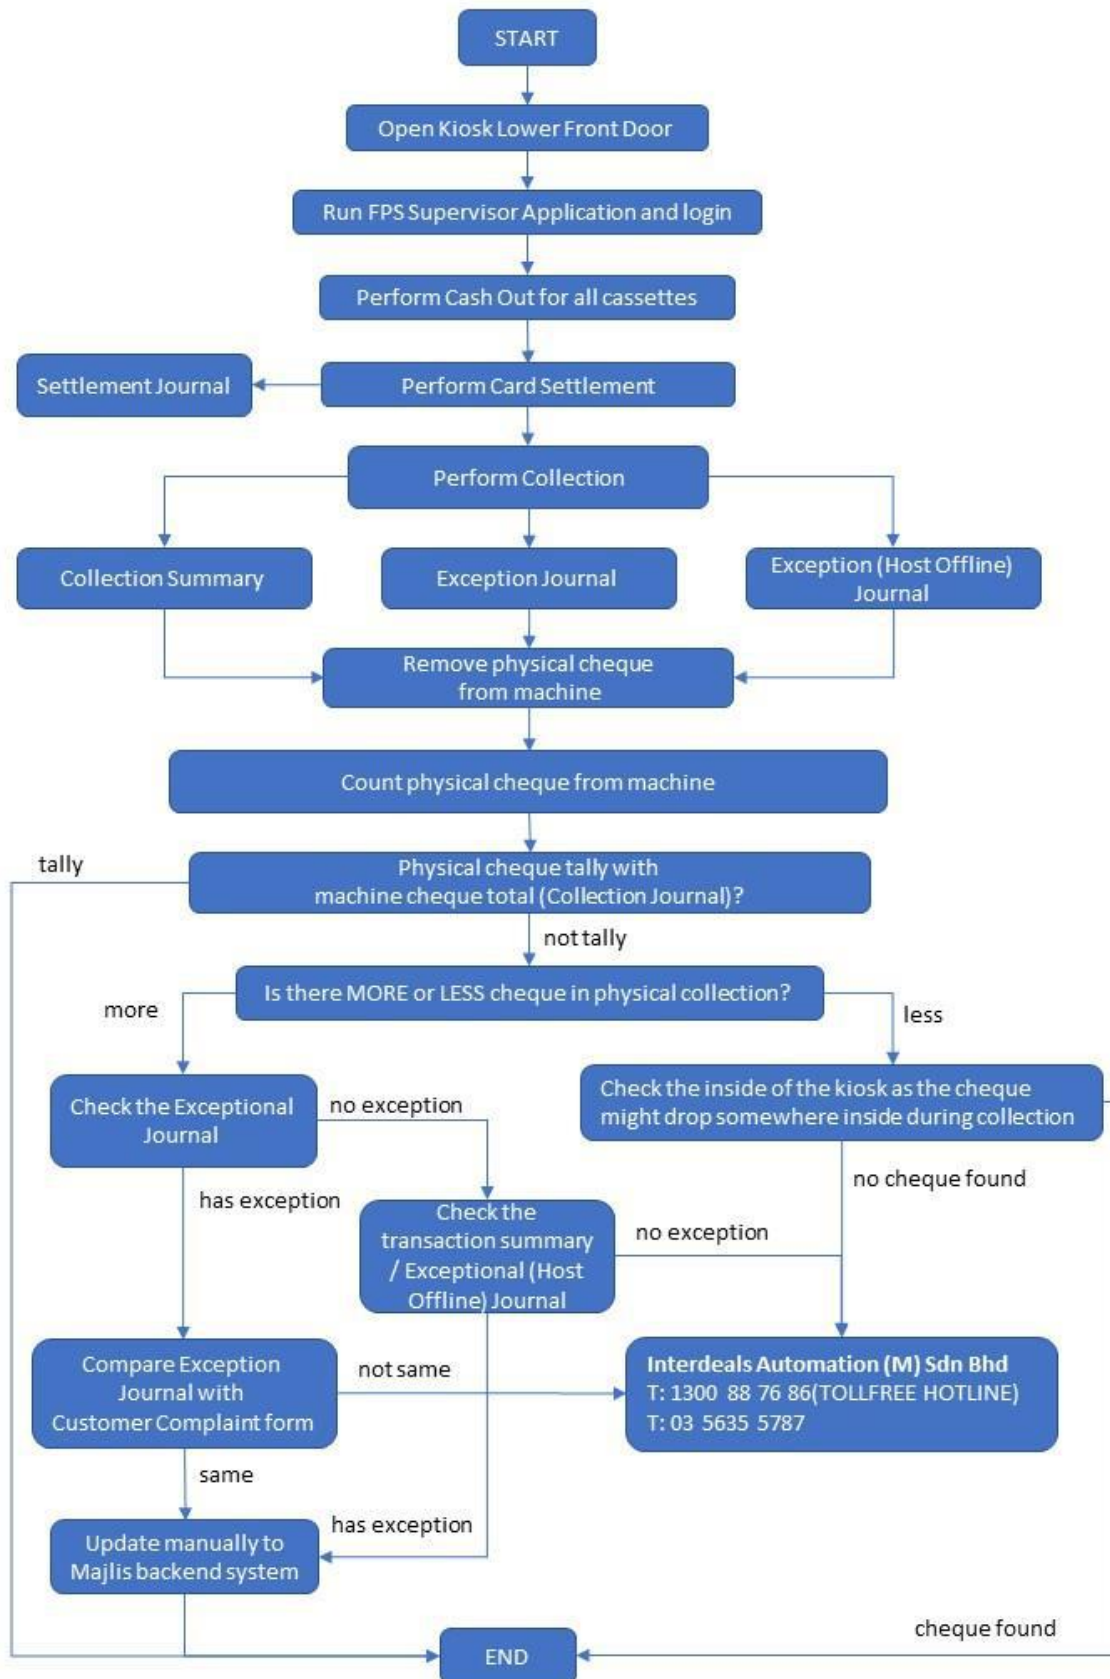 START
Open Kiosk Lower Front Door
Run FPS Supervisor Application and login
Perform Cash Out for all cassettes
Settlement Journal
Perform Card Settlement
Perform Collection
Collection Summary
Exception Journal
Exception (Host Offline)
Journal
Remove physical cheque
from machine
Count physical cheque from machine
tally
Physical cheque tally with
machine cheque total (Collection Journal)?
not tally
Is there MORE or LESS cheque in physical collection?
more
less
Check the Exceptional
Journal
no exception
Check the inside of the kiosk as the cheque
might drop somewhere inside during collection
has exception
no cheque found
Check the
transaction summary
/ Exceptional (Host
Offline) Journal
no exception
Compare Exception
Journal with
Customer Complaint form
not same
Interdeals Automation (M) Sdn Bhd
T: 1300 88 76 86(TOLLFREE HOTLINE)
T: 03 5635 5787
same
Update manually to
Majlis backend system
has exception
END
cheque found